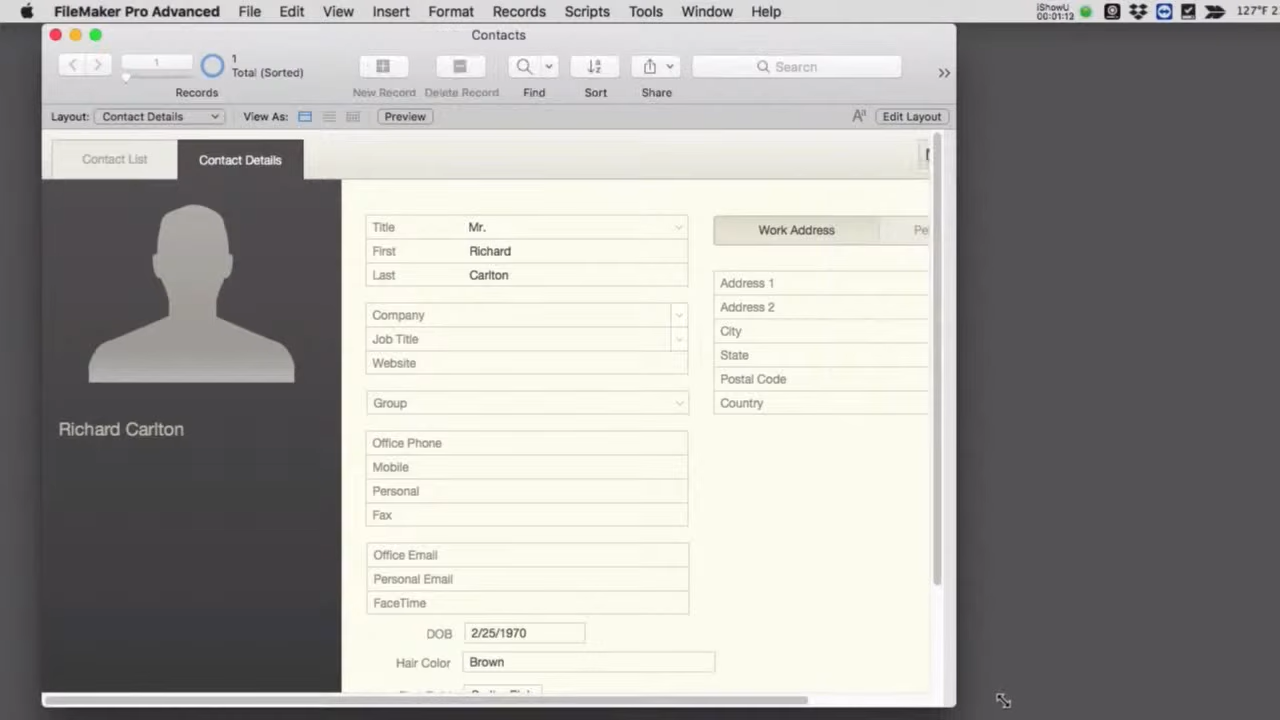 FileMaker Pro Advanced File Edit View Insert Format Records Scripts Tools Window Help iShowU 00:01:12 127°F 2
Contacts
1 1 Total (Sorted) Search
Records New Record Delete Record Find Sort Share
Layout: Contact Details View As: Preview Aa Edit Layout
Contact List Contact Details
Title Mr.
First Richard
Last Carlton
Company
Job Title
Website
Group
Office Phone
Mobile
Personal
Fax
Office Email
Personal Email
FaceTime
DOB 2/25/1970
Hair Color Brown
Work Address Pe
Address 1
Address 2
City
State
Postal Code
Country
Richard Carlton